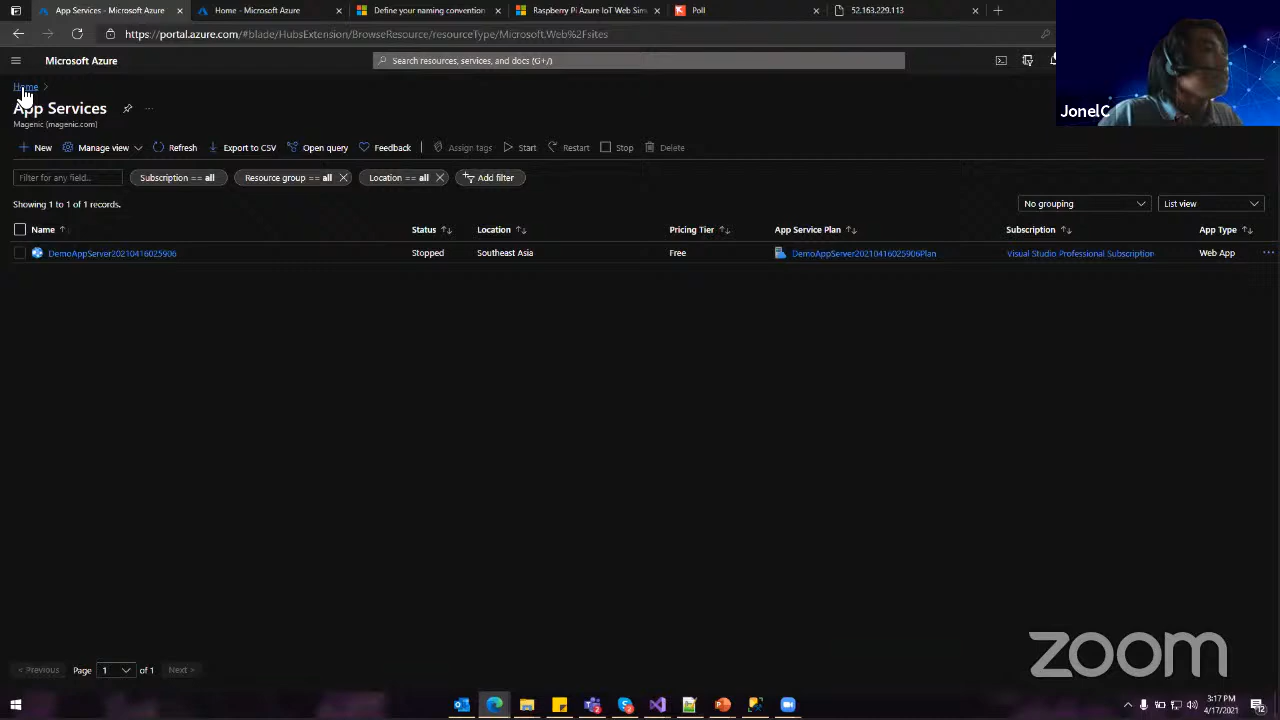 App Services - Microsoft Azure
Home - Microsoft Azure
Define your naming convention
Raspberry Pi Azure IoT Web Sim
Poll
52.163.229.113
https://portal.azure.com/#blade/HubsExtension/BrowseResource/resourceType/Microsoft.Web%2Fsites
Microsoft Azure
Search resources, services, and docs (G+/)
JonelC
Home >
App Services
Magenic (magenic.com)
New
Manage view
Refresh
Export to CSV
Open query
Feedback
Assign tags
Start
Restart
Stop
Delete
Filter for any field...
Subscription == all
Resource group == all
Location == all
Add filter
Showing 1 to 1 of 1 records.
No grouping
List view
Name
Status
Location
Pricing Tier
App Service Plan
Subscription
App Type
DemoAppServer20210416025906
Stopped
Southeast Asia
Free
DemoAppServer20210416025906Plan
Visual Studio Professional Subscription
Web App
zoom
< Previous
Page
1
of 1
Next >
3:17 PM
4/17/2021
12